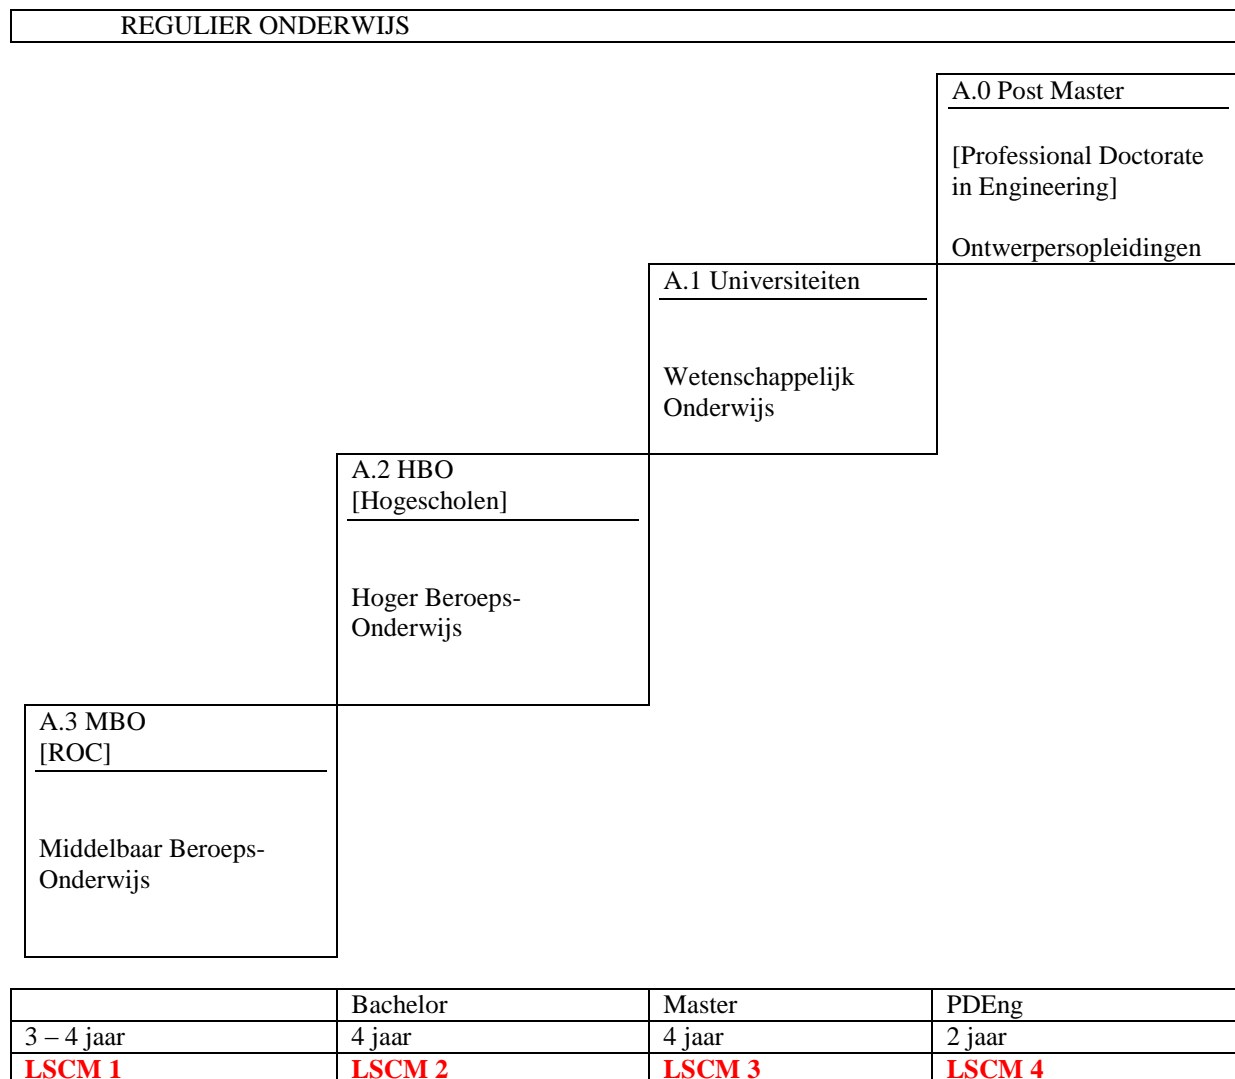 REGULIER ONDERWIJS
A.0 Post Master
[Professional Doctorate
in Engineering]
Ontwerpersopleidingen
A.1 Universiteiten
Wetenschappelijk
Onderwijs
A.2 HBO
[Hogescholen]
Hoger Beroeps-
Onderwijs
A.3 MBO
[ROC]
Middelbaar Beroeps-
Onderwijs
Bachelor Master PDEng
3 – 4 jaar 4 jaar 4 jaar 2 jaar
LSCM 1 LSCM 2 LSCM 3 LSCM 4